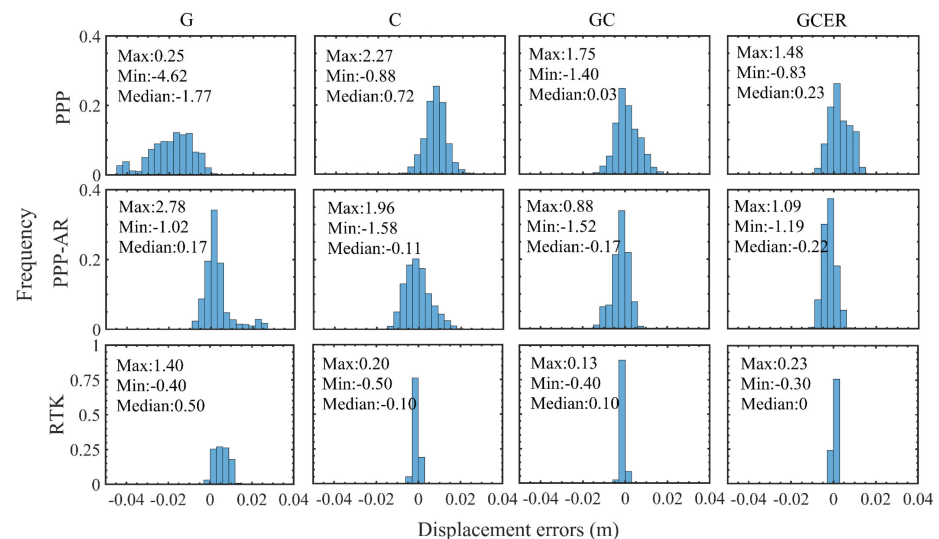 G C GC GCER
0.4
Max:0.25 Max:2.27 Max:1.75 Max:1.48
Min:-4.62 Min:-0.88 Min:-1.40 Min:-0.83
Median:-1.77 Median:0.72 Median:0.03 Median:0.23
PPP
0.2
0
0.4
Max:2.78 Max:1.96 Max:0.88 Max:1.09
Min:-1.02 Min:-1.58 Min:-1.52 Min:-1.19
Median:0.17 Median:-0.11 Median:-0.17 Median:-0.22
Frequency
PPP-AR
0.2
0
1
Max:1.40 Max:0.20 Max:0.13 Max:0.23
Min:-0.40 Min:-0.50 Min:-0.40 Min:-0.30
Median:0.50 Median:-0.10 Median:0.10 Median:0
0.75
RTK
0.5
0.25
0
-0.04 -0.02 0 0.02 0.04 -0.04 -0.02 0 0.02 0.04 -0.04 -0.02 0 0.02 0.04 -0.04 -0.02 0 0.02 0.04
Displacement errors (m)